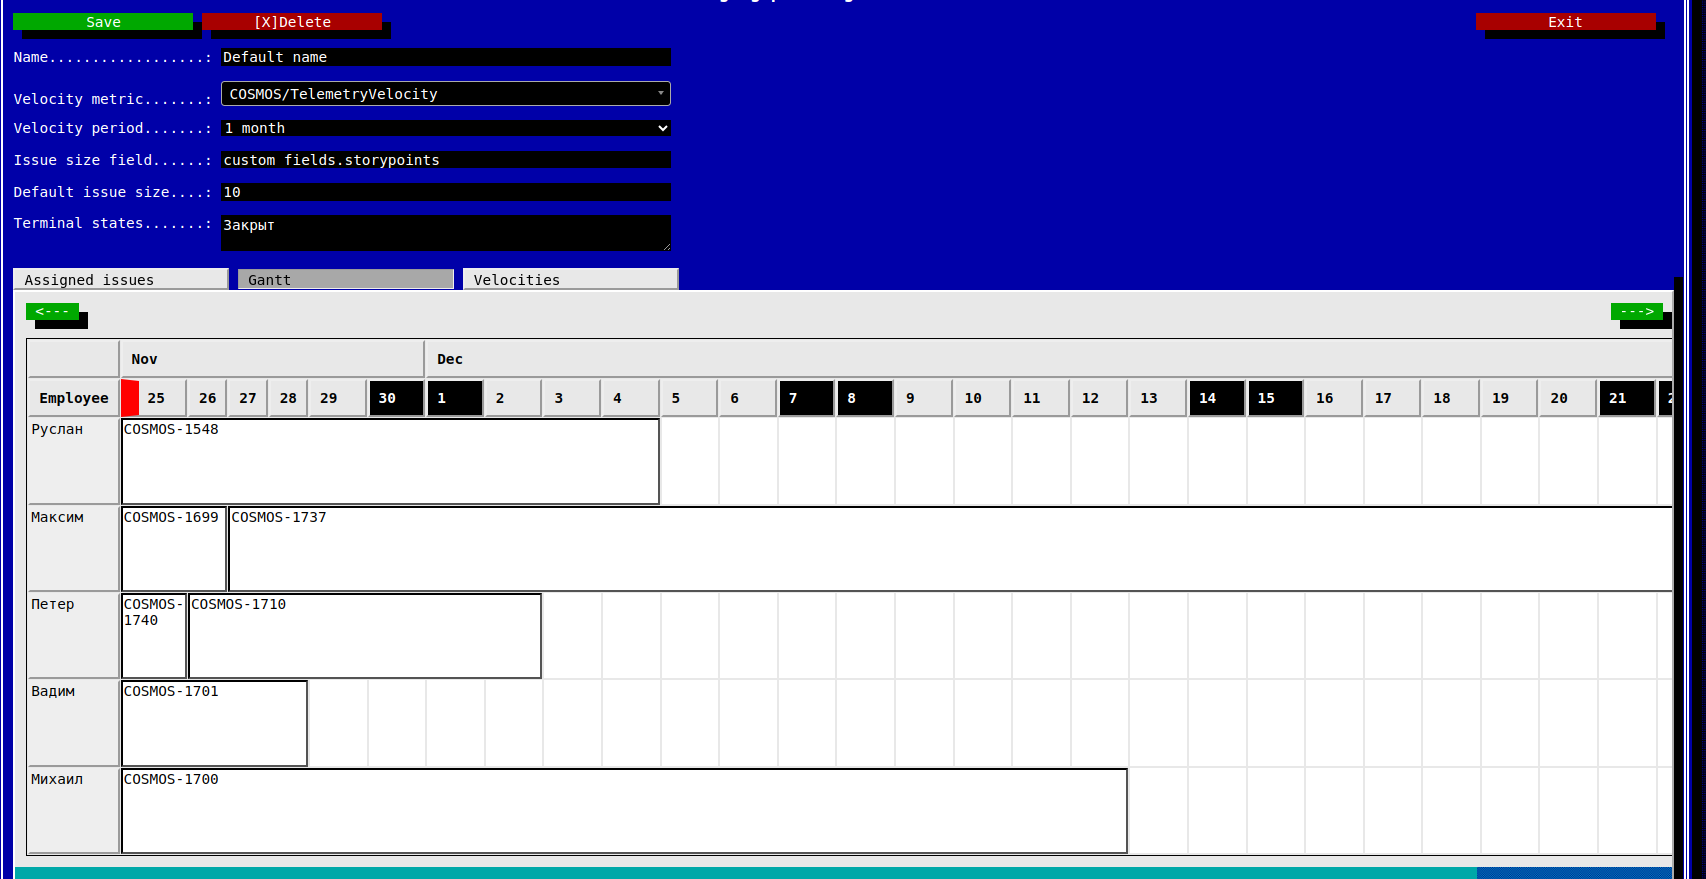 Save [X]Delete Exit
Name..................: Default name
Velocity metric.......: COSMOS/TelemetryVelocity
Velocity period.......: 1 month
Issue size field......: custom_fields.storypoints
Default issue size....: 10
Terminal states.......: Закрыт
Assigned issues Gantt Velocities
<--- --->
Nov Dec
Employee 25 26 27 28 29 30 1 2 3 4 5 6 7 8 9 10 11 12 13 14 15 16 17 18 19 20 21
Руслан COSMOS-1548
Максим COSMOS-1699 COSMOS-1737
Петер COSMOS- COSMOS-1710
1740
Вадим COSMOS-1701
Михаил COSMOS-1700